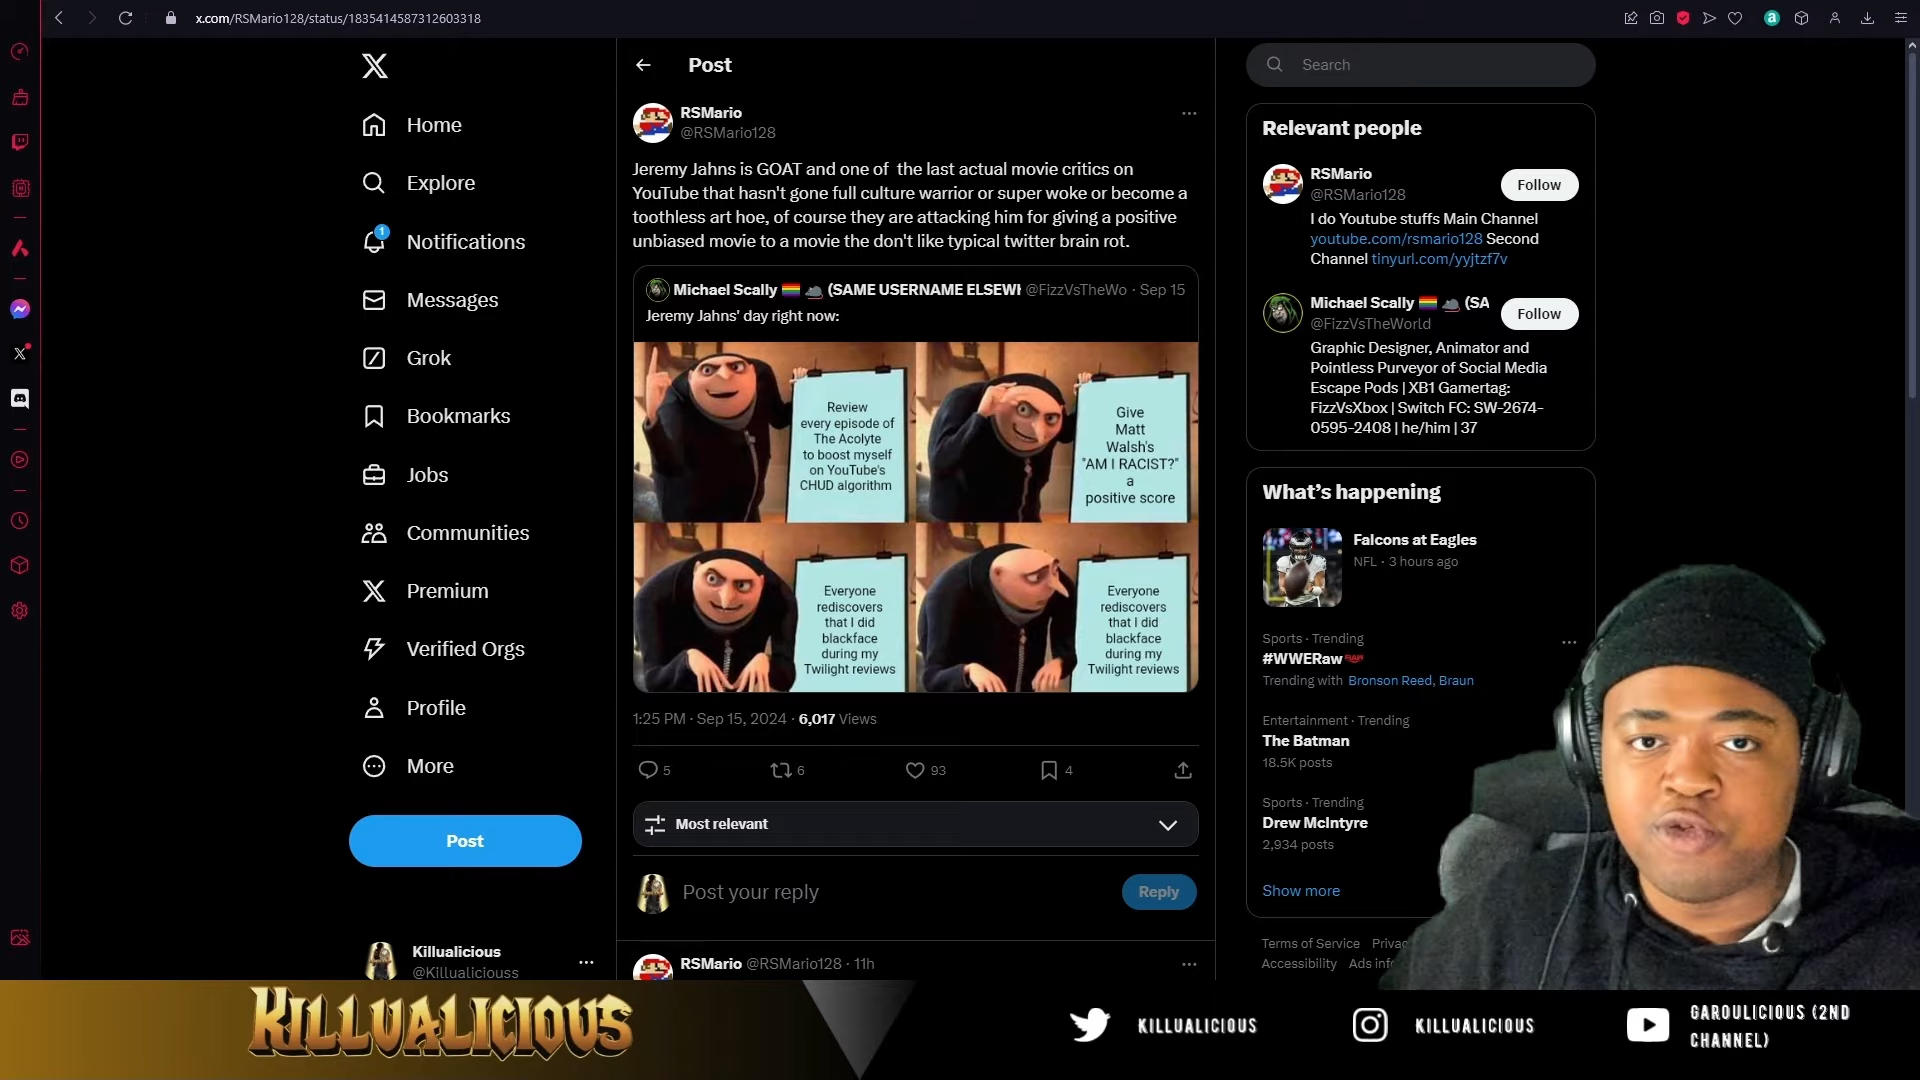 x.com/RSMario128/status/1835414587312603318
Home
Explore
1
Notifications
Messages
Grok
Bookmarks
Jobs
Communities
Premium
Verified Orgs
Profile
More
Post
Killualicious
@Killualiciouss
Post
RSMario
@RSMario128
Jeremy Jahns is GOAT and one of the last actual movie critics on
YouTube that hasn't gone full culture warrior or super woke or become a
toothless art hoe, of course they are attacking him for giving a positive
unbiased movie to a movie the don't like typical twitter brain rot.
Michael Scally (SAME USERNAME ELSEWH @FizzVsTheWo · Sep 15
Jeremy Jahns' day right now:
Review
every episode of
The Acolyte
to boost myself
on YouTube's
CHUD algorithm
Give
Matt
Walsh's
"AM I RACIST?"
a
positive score
Everyone
rediscovers
that I did
blackface
during my
Twilight reviews
Everyone
rediscovers
that I did
blackface
during my
Twilight reviews
1:25 PM · Sep 15, 2024 · 6,017 Views
5
6
93
4
Most relevant
Post your reply
Reply
RSMario @RSMario128 · 11h
Search
Relevant people
RSMario
@RSMario128
Follow
I do Youtube stuffs Main Channel
youtube.com/rsmario128 Second
Channel tinyurl.com/yyjtzf7v
Michael Scally (SA
@FizzVsTheWorld
Follow
Graphic Designer, Animator and
Pointless Purveyor of Social Media
Escape Pods | XB1 Gamertag:
FizzVsXbox | Switch FC: SW-2674-
0595-2408 | he/him | 37
What's happening
Falcons at Eagles
NFL · 3 hours ago
Sports · Trending
#WWERaw
Trending with Bronson Reed, Braun
Entertainment · Trending
The Batman
18.5K posts
Sports · Trending
Drew McIntyre
2,934 posts
Show more
Terms of Service Privac
Accessibility Ads info
KILLUALICIOUS
KILLUALICIOUS
KILLUALICIOUS
GAROULICIOUS (2ND
CHANNEL)